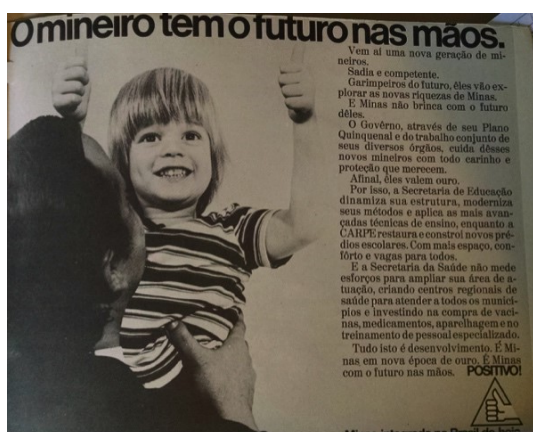 O mineiro tem o futuro nas mãos.
Vem aí uma nova geração de mi-
neiros.
Sadia e competente.
Garimpeiros do futuro, êles vão ex-
plorar as novas riquezas de Minas.
E Minas não brinca com o futuro
dêles.
O Govêrno, através de seu Plano
Quinquenal e do trabalho conjunto de
seus diversos órgãos, cuida dêsses
novos mineiros com todo carinho e
proteção que merecem.
Afinal, êles valem ouro.
Por isso, a Secretaria de Educação
dinamiza sua estrutura, moderniza
seus métodos e aplica as mais avan-
çadas técnicas de ensino, enquanto a
CARPE restaura e constroi novos pré-
dios escolares. Com mais espaço, con-
fôrto e vagas para todos.
E a Secretaria da Saúde não mede
esforços para ampliar sua área de a-
tuação, criando centros regionais de
saúde para atender a todos os municí-
pios e investindo na compra de vaci-
nas, medicamentos, aparelhagem e no
treinamento de pessoal especializado.
Tudo isto é desenvolvimento. É Mi-
nas em nova época de ouro. É Minas
com o futuro nas mãos. POSITIVO!